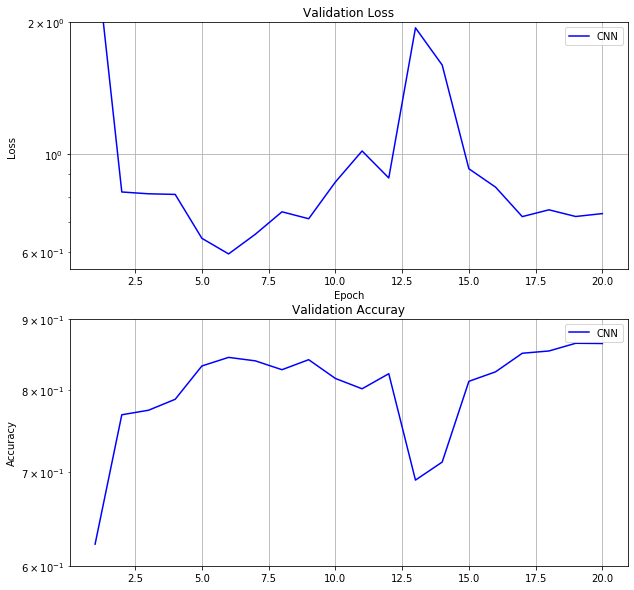 Validation Loss
2 × 10⁰
CNN
Loss
10⁰
6 × 10⁻¹
2.5 5.0 7.5 10.0 12.5 15.0 17.5 20.0
Epoch
Validation Accuray
9 × 10⁻¹
CNN
8 × 10⁻¹
Accuracy
7 × 10⁻¹
6 × 10⁻¹
2.5 5.0 7.5 10.0 12.5 15.0 17.5 20.0